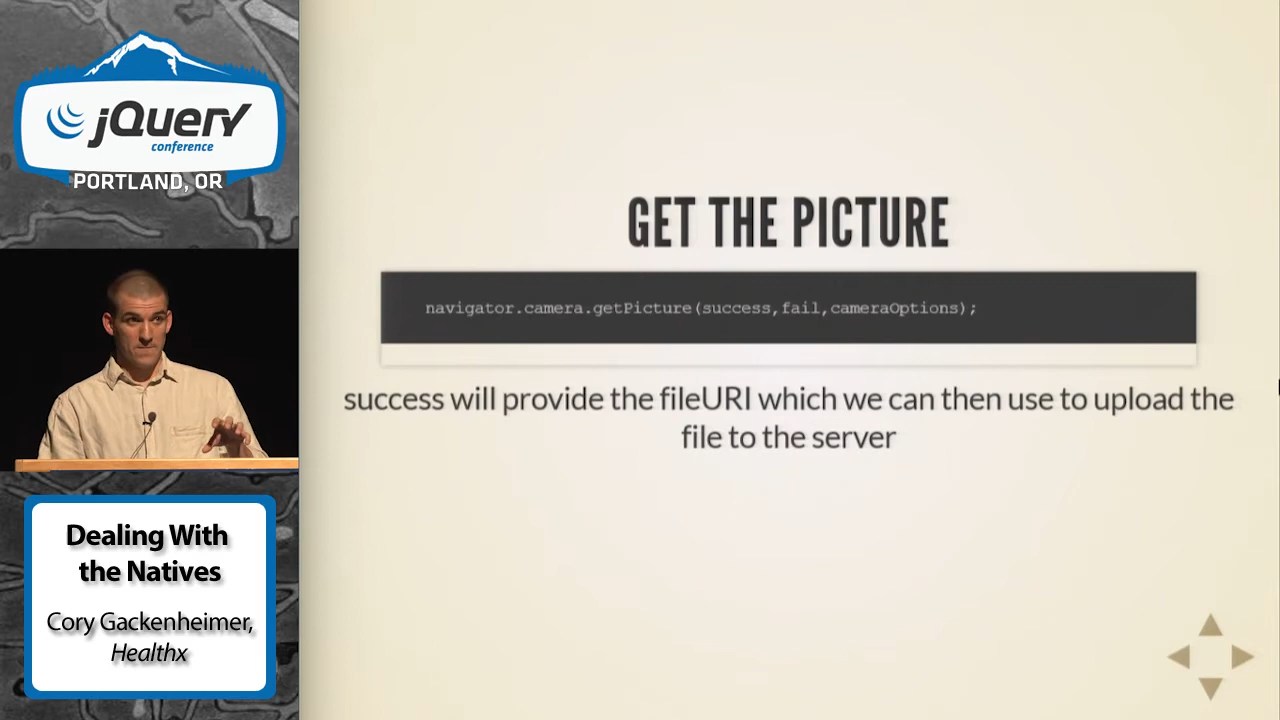 jQuery
conference
PORTLAND, OR
Dealing With
the Natives
Cory Gackenheimer,
Healthx
GET THE PICTURE
navigator.camera.getPicture(success,fail,cameraOptions);
success will provide the fileURI which we can then use to upload the
file to the server